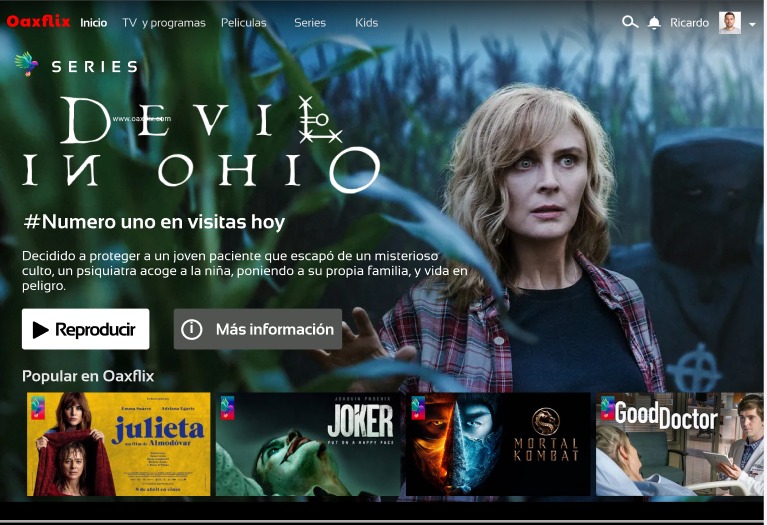 Oaxflix Inicio TV y programas Películas Series Kids Ricardo
SERIES
www.oaxflix.com
DEVIL
IN OHIO
#Numero uno en visitas hoy
Decidido a proteger a un joven paciente que escapó de un misterioso
culto, un psiquiatra acoge a la niña, poniendo a su propia familia, y vida en
peligro.
Reproducir Más información
Popular en Oaxflix
Emma Suárez Adriana Ugarte
julieta
un film de Almodóvar
8 de abril en cines
JOAQUIN PHOENIX
JOKER
PUT ON A HAPPY FACE
MORTAL
KOMBAT
GOOD DOCTOR